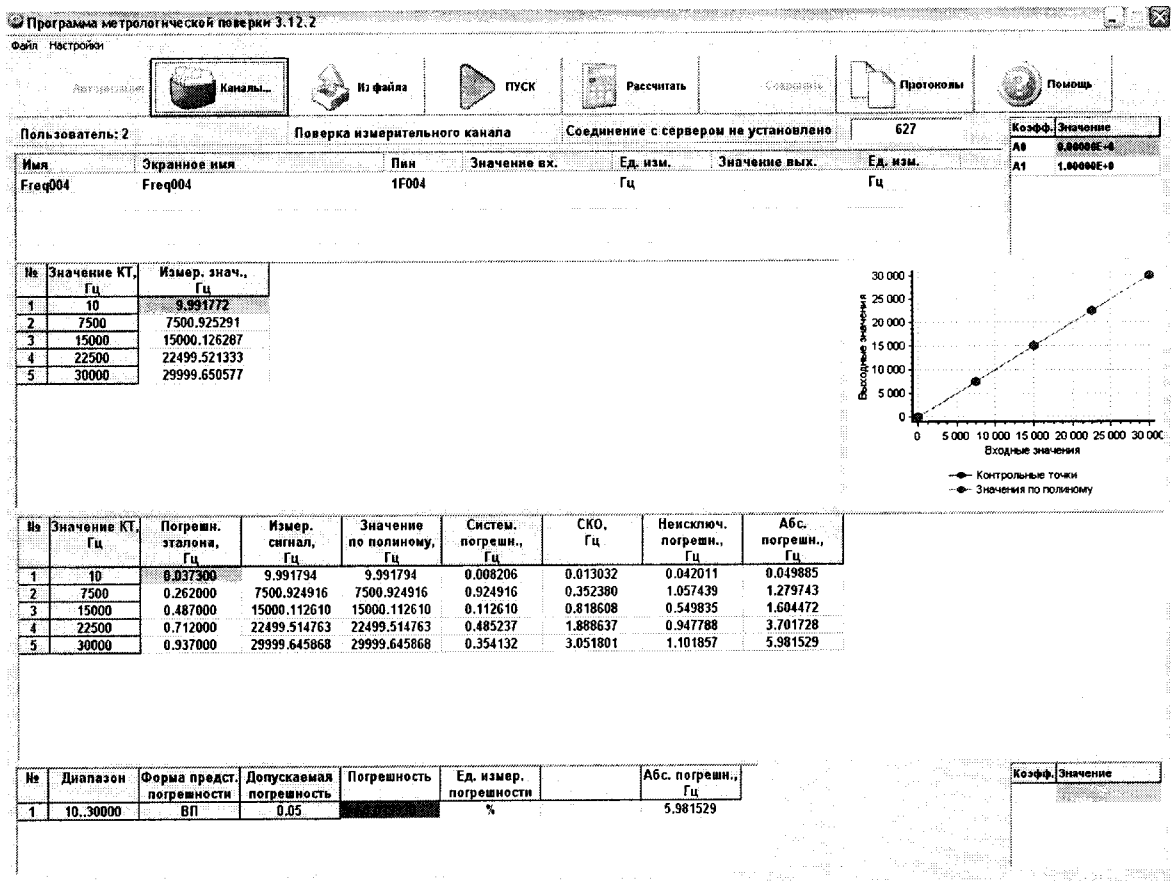 Программа метрологической поверки 3.12.2
Файл Настройки
Каналы... Из файла ПУСК Рассчитать Сохранить Протоколы Помощь
Пользователь: 2 Поверка измерительного канала Соединение с сервером не установлено 627
Коэфф. Значение
A0 0.00000E+0
A1 1.00000E+0
Имя Экранное имя Пин Значение вх. Ед. изм. Значение вых. Ед. изм.
Freq004 Freq004 1F004 Гц Гц
№ Значение КТ, Гц Измер. знач., Гц
1 10 9.991772
2 7500 7500.925291
3 15000 15000.126287
4 22500 22499.521333
5 30000 29999.650577
30 000
25 000
20 000
15 000
10 000
5 000
0
Выходные значения
0 5 000 10 000 15 000 20 000 25 000 30 000
Входные значения
Контрольные точки
Значения по полиному
№ Значение КТ, Гц Погрешн. эталона, Гц Измер. сигнал, Гц Значение по полиному, Гц Систем. погрешн., Гц СКО, Гц Неисключ. погрешн., Гц Абс. погрешн., Гц
1 10 0.037300 9.991794 9.991794 0.008206 0.013032 0.042011 0.049885
2 7500 0.262000 7500.924916 7500.924916 0.924916 0.352380 1.057439 1.279743
3 15000 0.487000 15000.112610 15000.112610 0.112610 0.818608 0.549835 1.604472
4 22500 0.712000 22499.514763 22499.514763 0.485237 1.888637 0.947788 3.701728
5 30000 0.937000 29999.645868 29999.645868 0.354132 3.051801 1.101857 5.981529
№ Диапазон Форма предст. погрешности Допускаемая погрешность Погрешность Ед. измер. погрешности Абс. погрешн., Гц
1 10..30000 ВП 0.05 % 5.981529
Коэфф. Значение